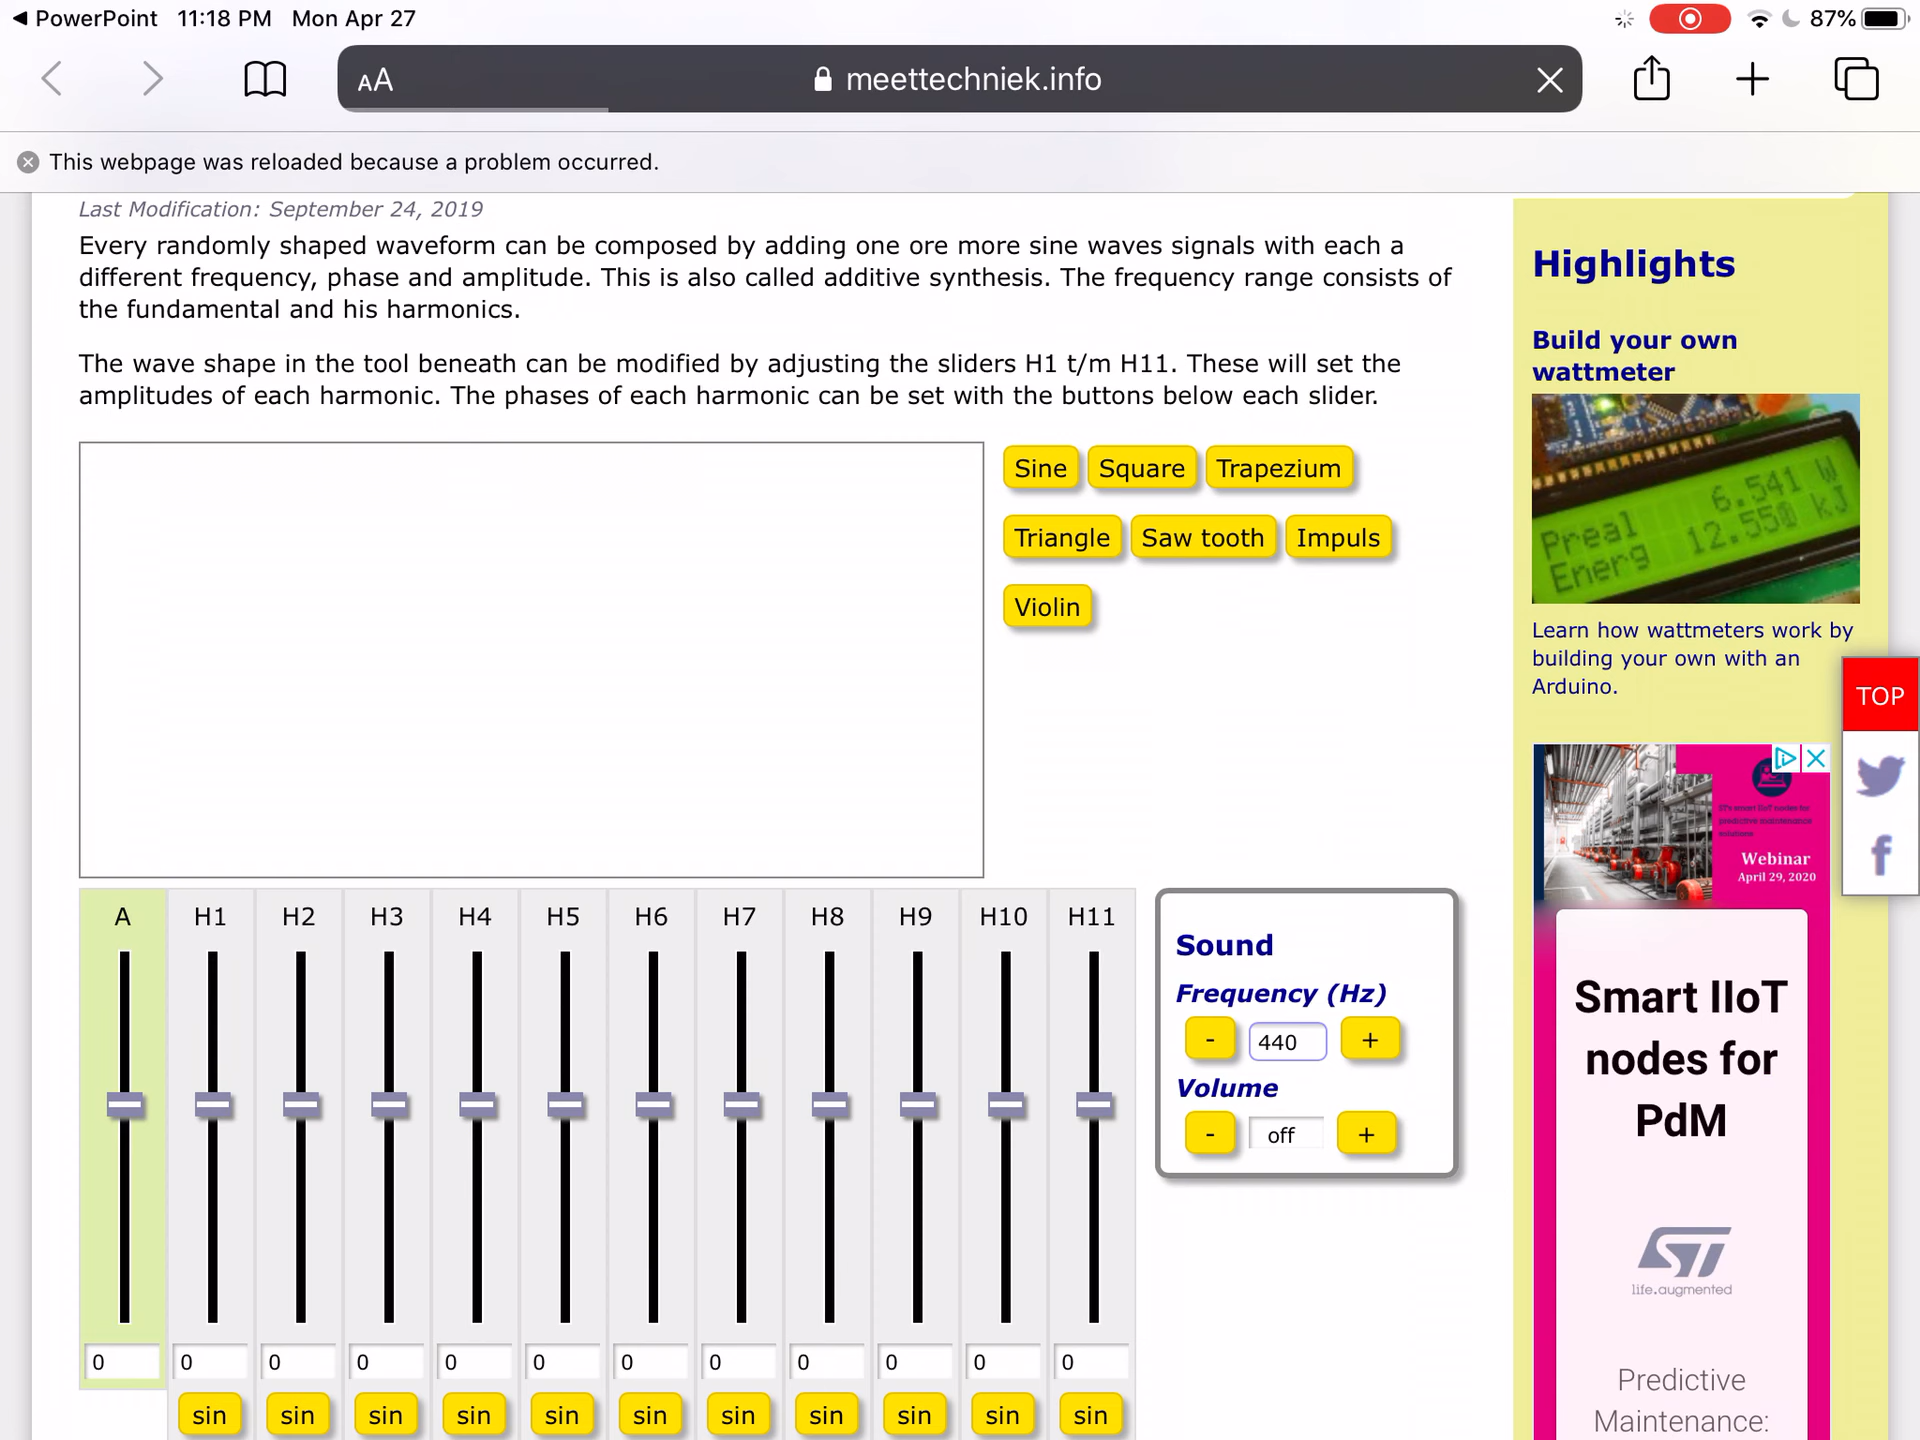 PowerPoint 11:18 PM Mon Apr 27
87%
AA meettechniek.info
This webpage was reloaded because a problem occurred.
Last Modification: September 24, 2019
Every randomly shaped waveform can be composed by adding one ore more sine waves signals with each a
different frequency, phase and amplitude. This is also called additive synthesis. The frequency range consists of
the fundamental and his harmonics.
The wave shape in the tool beneath can be modified by adjusting the sliders H1 t/m H11. These will set the
amplitudes of each harmonic. The phases of each harmonic can be set with the buttons below each slider.
Sine Square Trapezium
Triangle Saw tooth Impuls
Violin
A H1 H2 H3 H4 H5 H6 H7 H8 H9 H10 H11
0 0 0 0 0 0 0 0 0 0 0 0
sin sin sin sin sin sin sin sin sin sin sin
Sound
Frequency (Hz)
- 440 +
Volume
- off +
Highlights
Build your own
wattmeter
6.541 W
Preal 12.550 kJ
Energ
Learn how wattmeters work by
building your own with an
Arduino.
TOP
ST's smart IIoT nodes for
predictive maintenance
solutions
Webinar
April 29, 2020
Smart IIoT
nodes for
PdM
ST
life.augmented
Predictive
Maintenance: